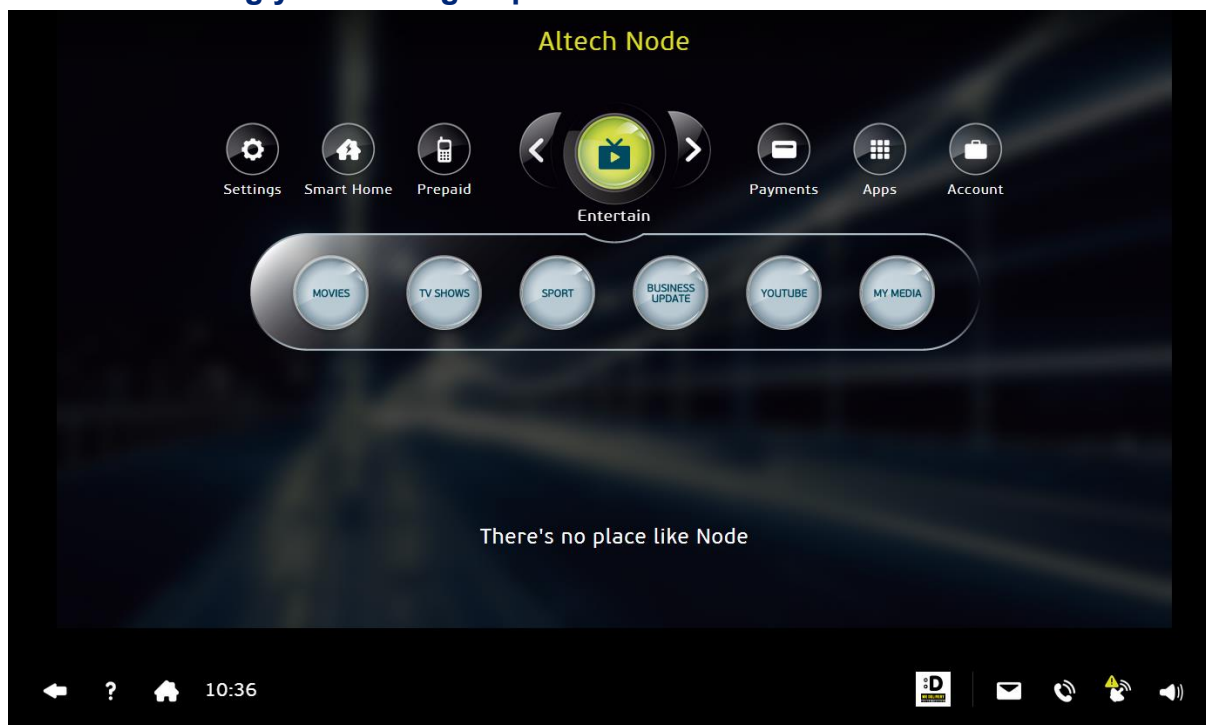 Altech Node
Settings
Smart Home
Prepaid
Entertain
Payments
Apps
Account
MOVIES
TV SHOWS
SPORT
BUSINESS
UPDATE
YOUTUBE
MY MEDIA
There's no place like Node
?
10:36
:D